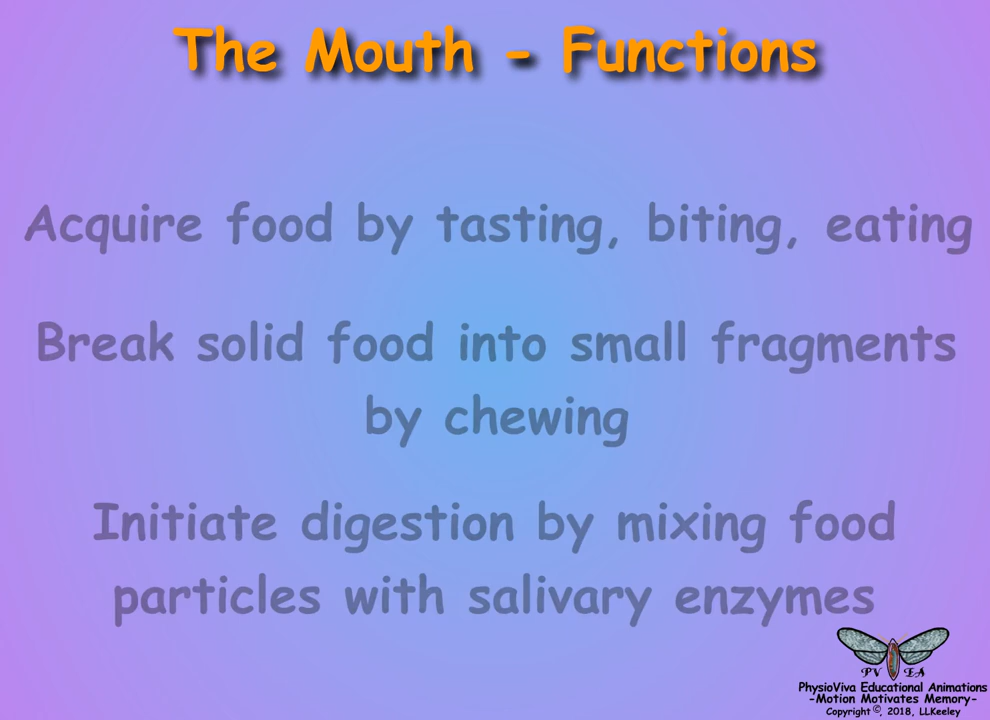 The Mouth - Functions
Acquire food by tasting, biting, eating
Break solid food into small fragments
by chewing
Initiate digestion by mixing food
particles with salivary enzymes
PV EA
PhysioViva Educational Animations
-Motion Motivates Memory-
Copyright ©, 2018, LLKeeley